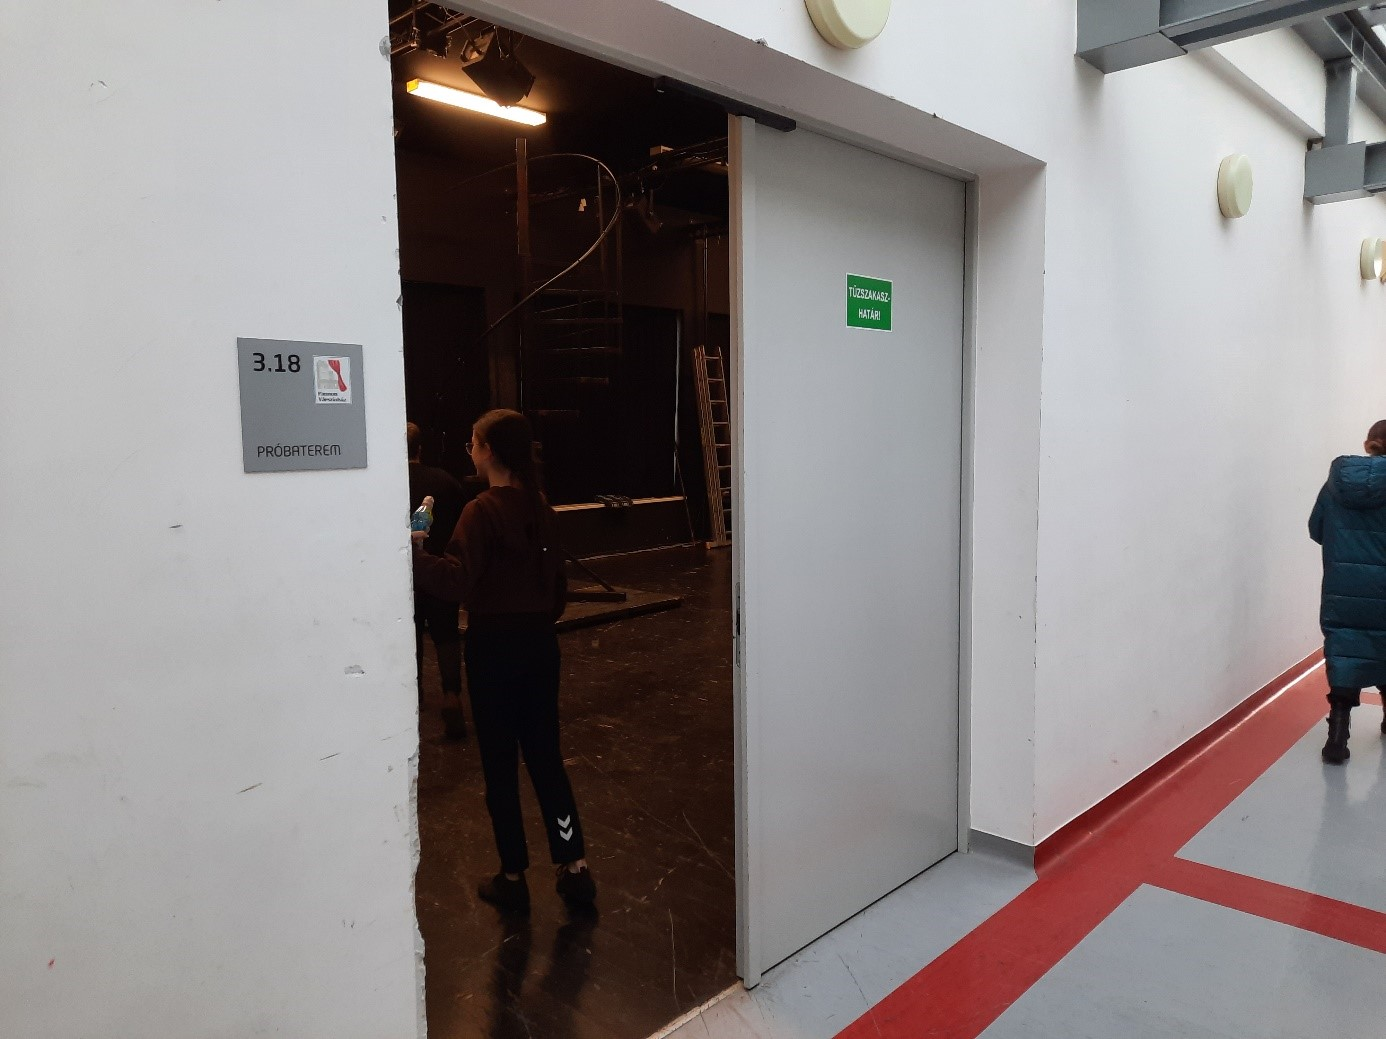 3.18
PRÓBATEREM
TŰZSZAKASZ-
HATÁR!